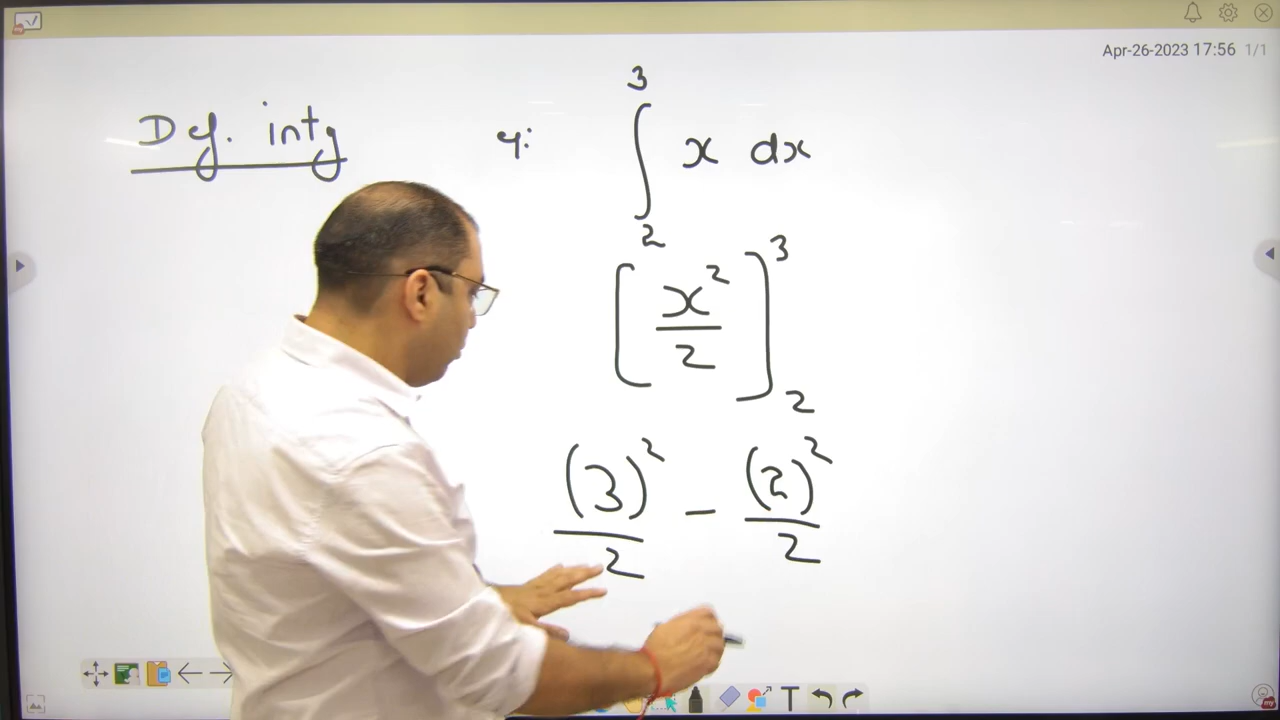 Apr-26-2023 17:56 1/1
Def. intg
4: ∫₂³ x dx
[x²/2]₂³
(3)²/2 - (2)²/2
T